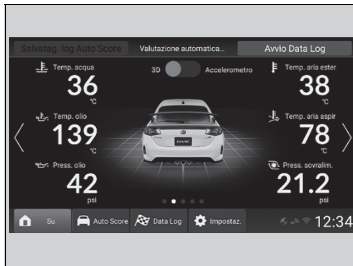 Salvatag. log Auto Score Valutazione automatica... Avvio Data Log
Temp. acqua
36
°C
3D Accelerometro
Temp. aria ester
38
°C
Temp. olio
139
°C
Temp. aria aspir
78
°C
Press. olio
42
psi
Press. sovralim.
21.2
psi
CIVIC
Su Auto Score Data Log Impostaz. 12:34